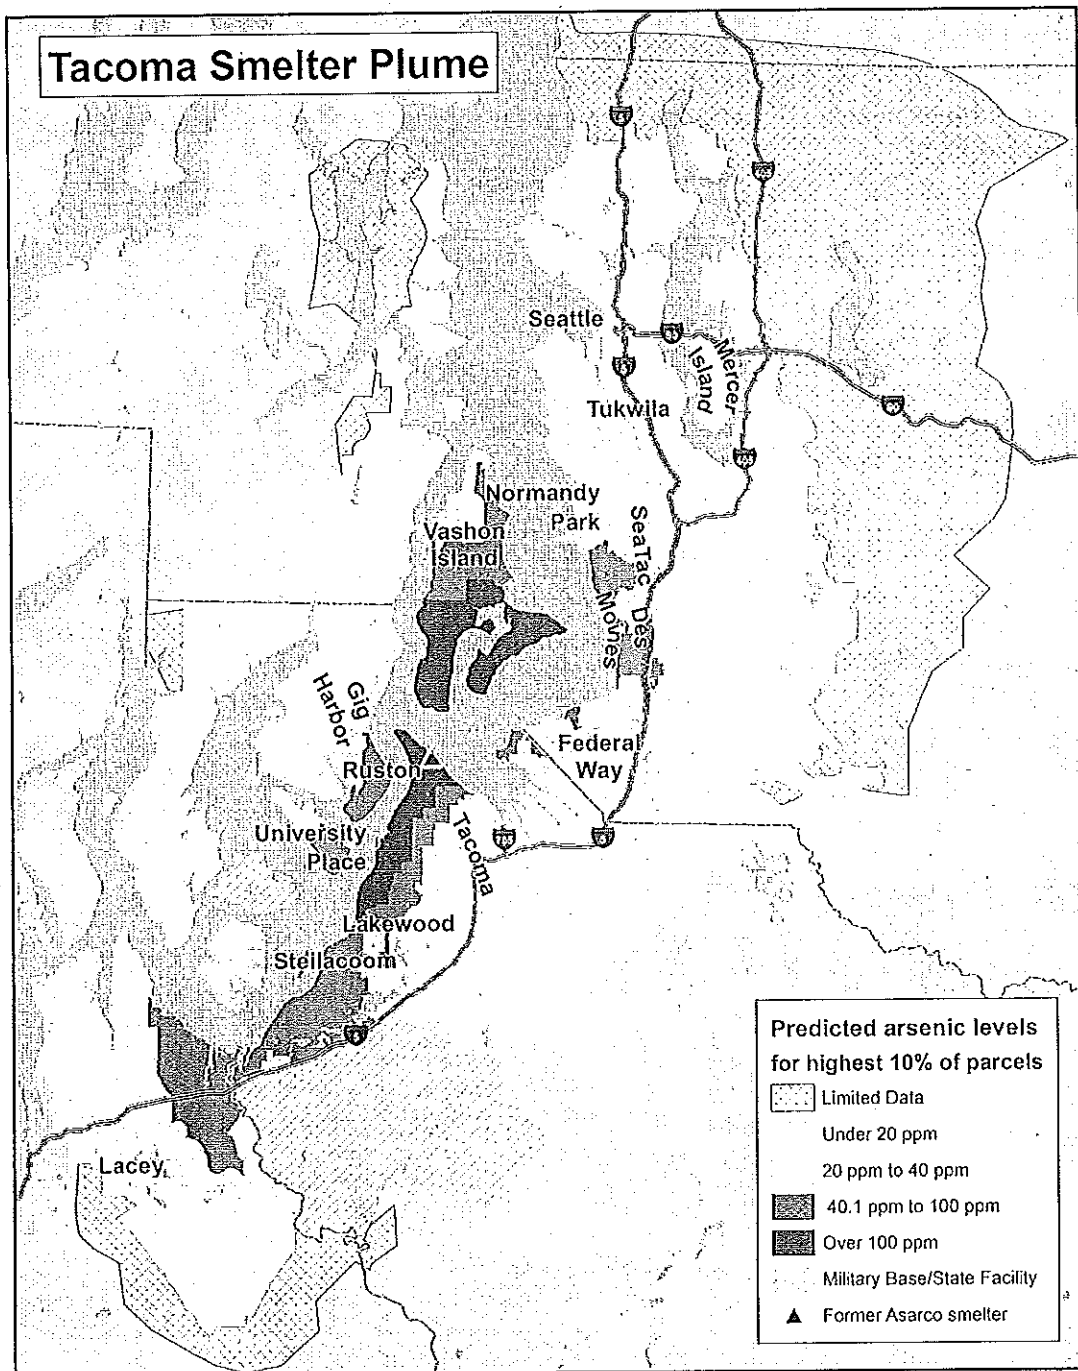 Tacoma Smelter Plume
Seattle
Mercer
Island
Tukwila
Normandy
Park
Vashon
Island
SeaTac
Des
Moines
Gig
Harbor
Ruston
Federal
Way
University
Place
Tacoma
Lakewood
Steilacoom
Lacey
Predicted arsenic levels
for highest 10% of parcels
Limited Data
Under 20 ppm
20 ppm to 40 ppm
40.1 ppm to 100 ppm
Over 100 ppm
Military Base/State Facility
Former Asarco smelter